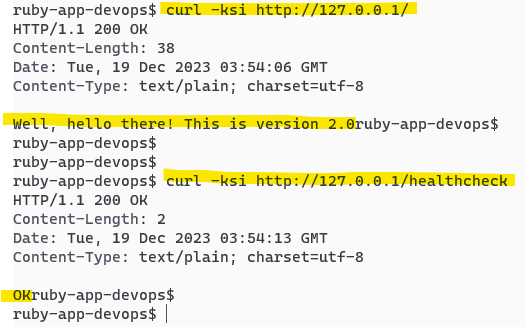 ruby-app-devops$ curl -ksi http://127.0.0.1/
HTTP/1.1 200 OK
Content-Length: 38
Date: Tue, 19 Dec 2023 03:54:06 GMT
Content-Type: text/plain; charset=utf-8
Well, hello there! This is version 2.0ruby-app-devops$
ruby-app-devops$
ruby-app-devops$
ruby-app-devops$ curl -ksi http://127.0.0.1/healthcheck
HTTP/1.1 200 OK
Content-Length: 2
Date: Tue, 19 Dec 2023 03:54:13 GMT
Content-Type: text/plain; charset=utf-8
OKruby-app-devops$
ruby-app-devops$